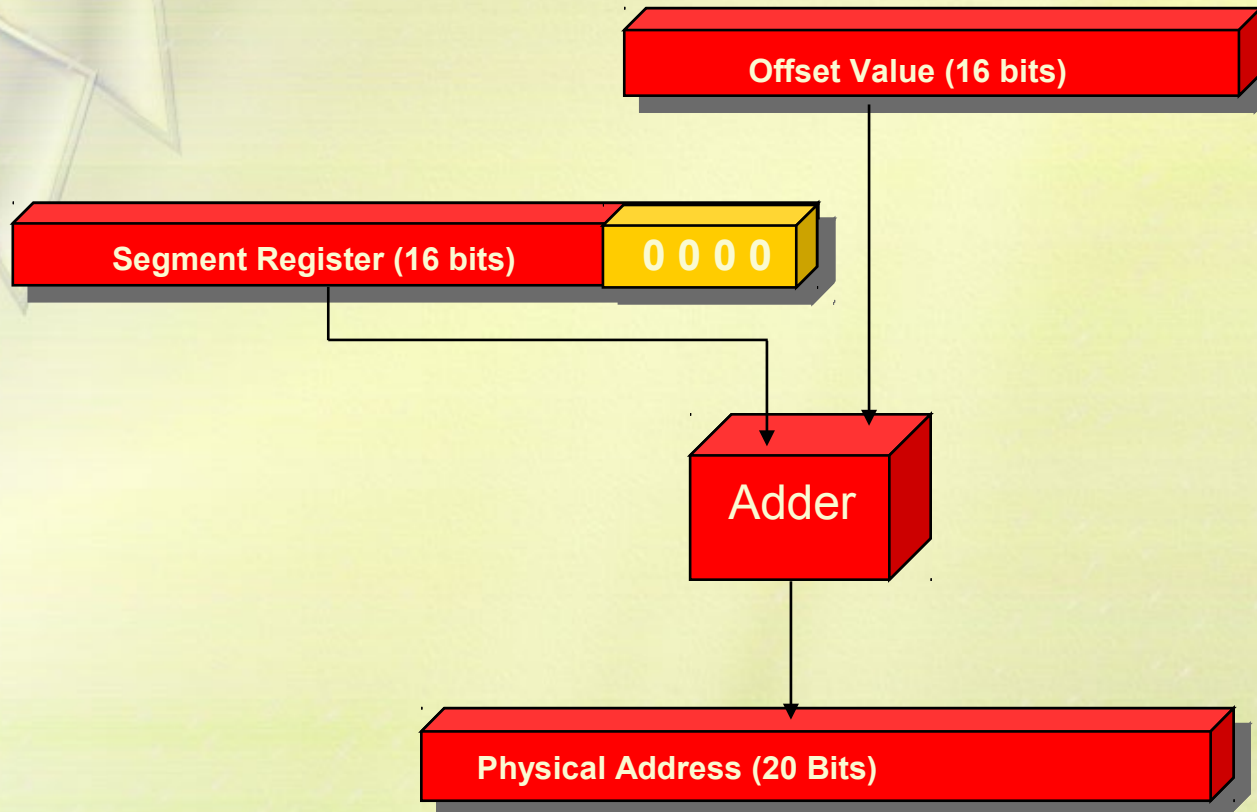 Offset Value (16 bits)
Segment Register (16 bits)
0 0 0 0
Adder
Physical Address (20 Bits)